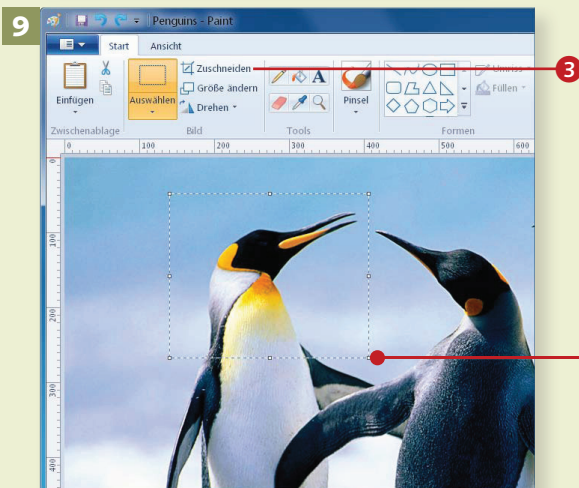 9
Penguins - Paint
Start Ansicht
Zuschneiden
3
Größe ändern
Umriss
Einfügen
Auswählen
Drehen
A
Pinsel
Füllen
Zwischenablage Bild Tools Formen
0 100 200 300 400 500 600
0
100
200
300
400